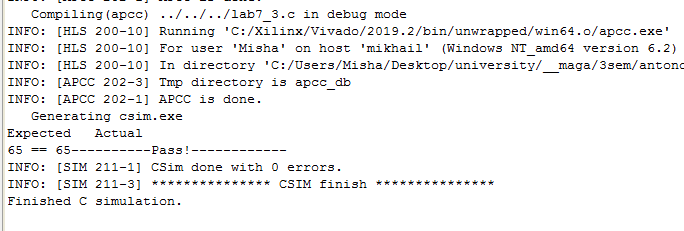 Compiling(apcc) ../../../lab7_3.c in debug mode
INFO: [HLS 200-10] Running 'C:/Xilinx/Vivado/2019.2/bin/unwrapped/win64.o/apcc.exe'
INFO: [HLS 200-10] For user 'Misha' on host 'mikhail' (Windows NT_amd64 version 6.2)
INFO: [HLS 200-10] In directory 'C:/Users/Misha/Desktop/university/__maga/3sem/antono
INFO: [APCC 202-3] Tmp directory is apcc_db
INFO: [APCC 202-1] APCC is done.
Generating csim.exe
Expected Actual
65 == 65----------Pass!------------
INFO: [SIM 211-1] CSim done with 0 errors.
INFO: [SIM 211-3] *************** CSIM finish ***************
Finished C simulation.